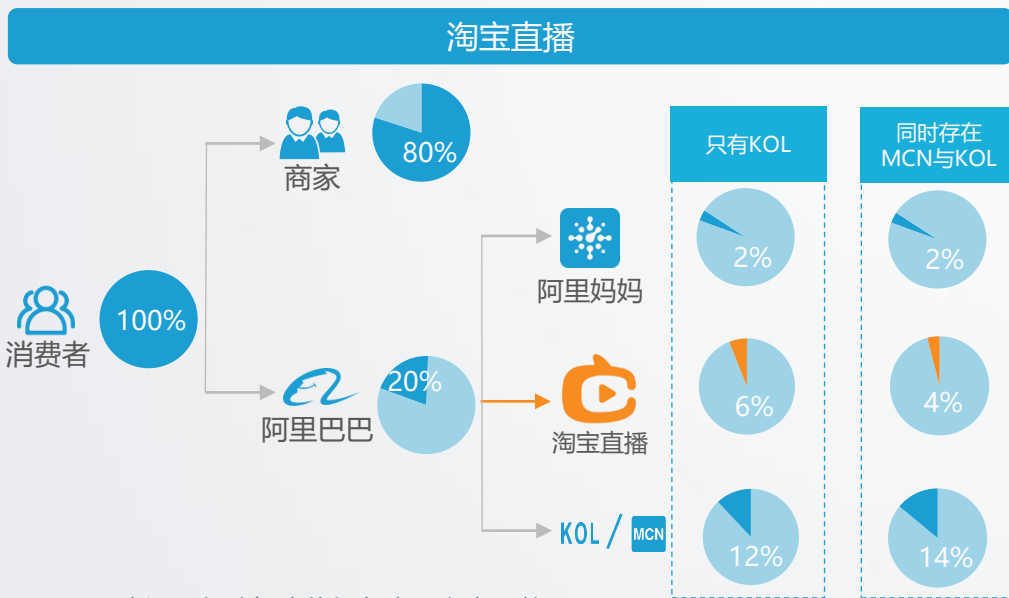 淘宝直播
商家
80%
只有KOL
同时存在
MCN与KOL
阿里妈妈
2%
2%
消费者
100%
阿里巴巴
20%
淘宝直播
6%
4%
KOL / MCN
12%
14%